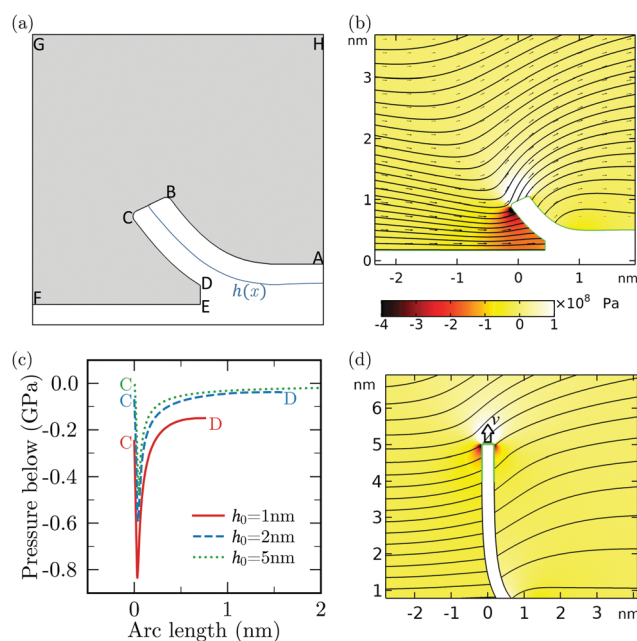 (a)
G
H
B
C
A
D
F
E
h(x)
(b)
nm
3
2
1
0
-2
-1
0
1
nm
×10⁸ Pa
-4
-3
-2
-1
0
1
(c)
Pressure below (GPa)
0.0
-0.2
-0.4
-0.6
-0.8
C
C
C
D
D
h₀=1nm
h₀=2nm
h₀=5nm
0
1
2
Arc length (nm)
(d)
nm
6
5
4
3
2
1
v
-2
-1
0
1
2
3
nm